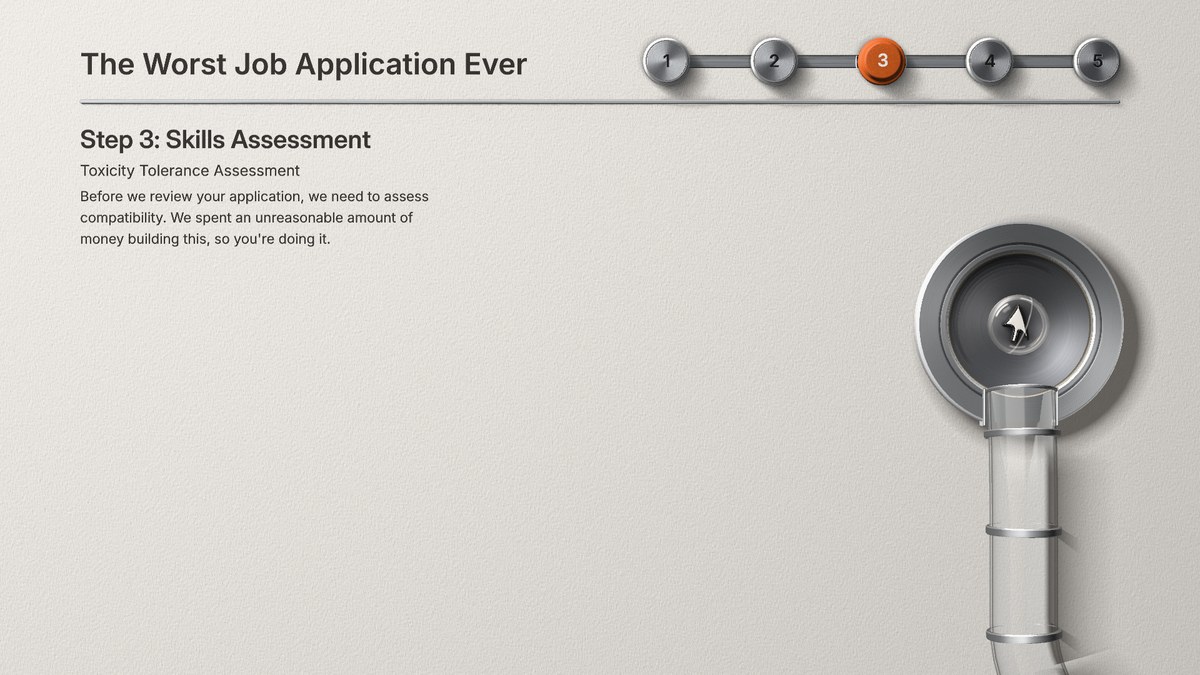 The Worst Job Application Ever
1 2 3 4 5
Step 3: Skills Assessment
Toxicity Tolerance Assessment
Before we review your application, we need to assess
compatibility. We spent an unreasonable amount of
money building this, so you're doing it.